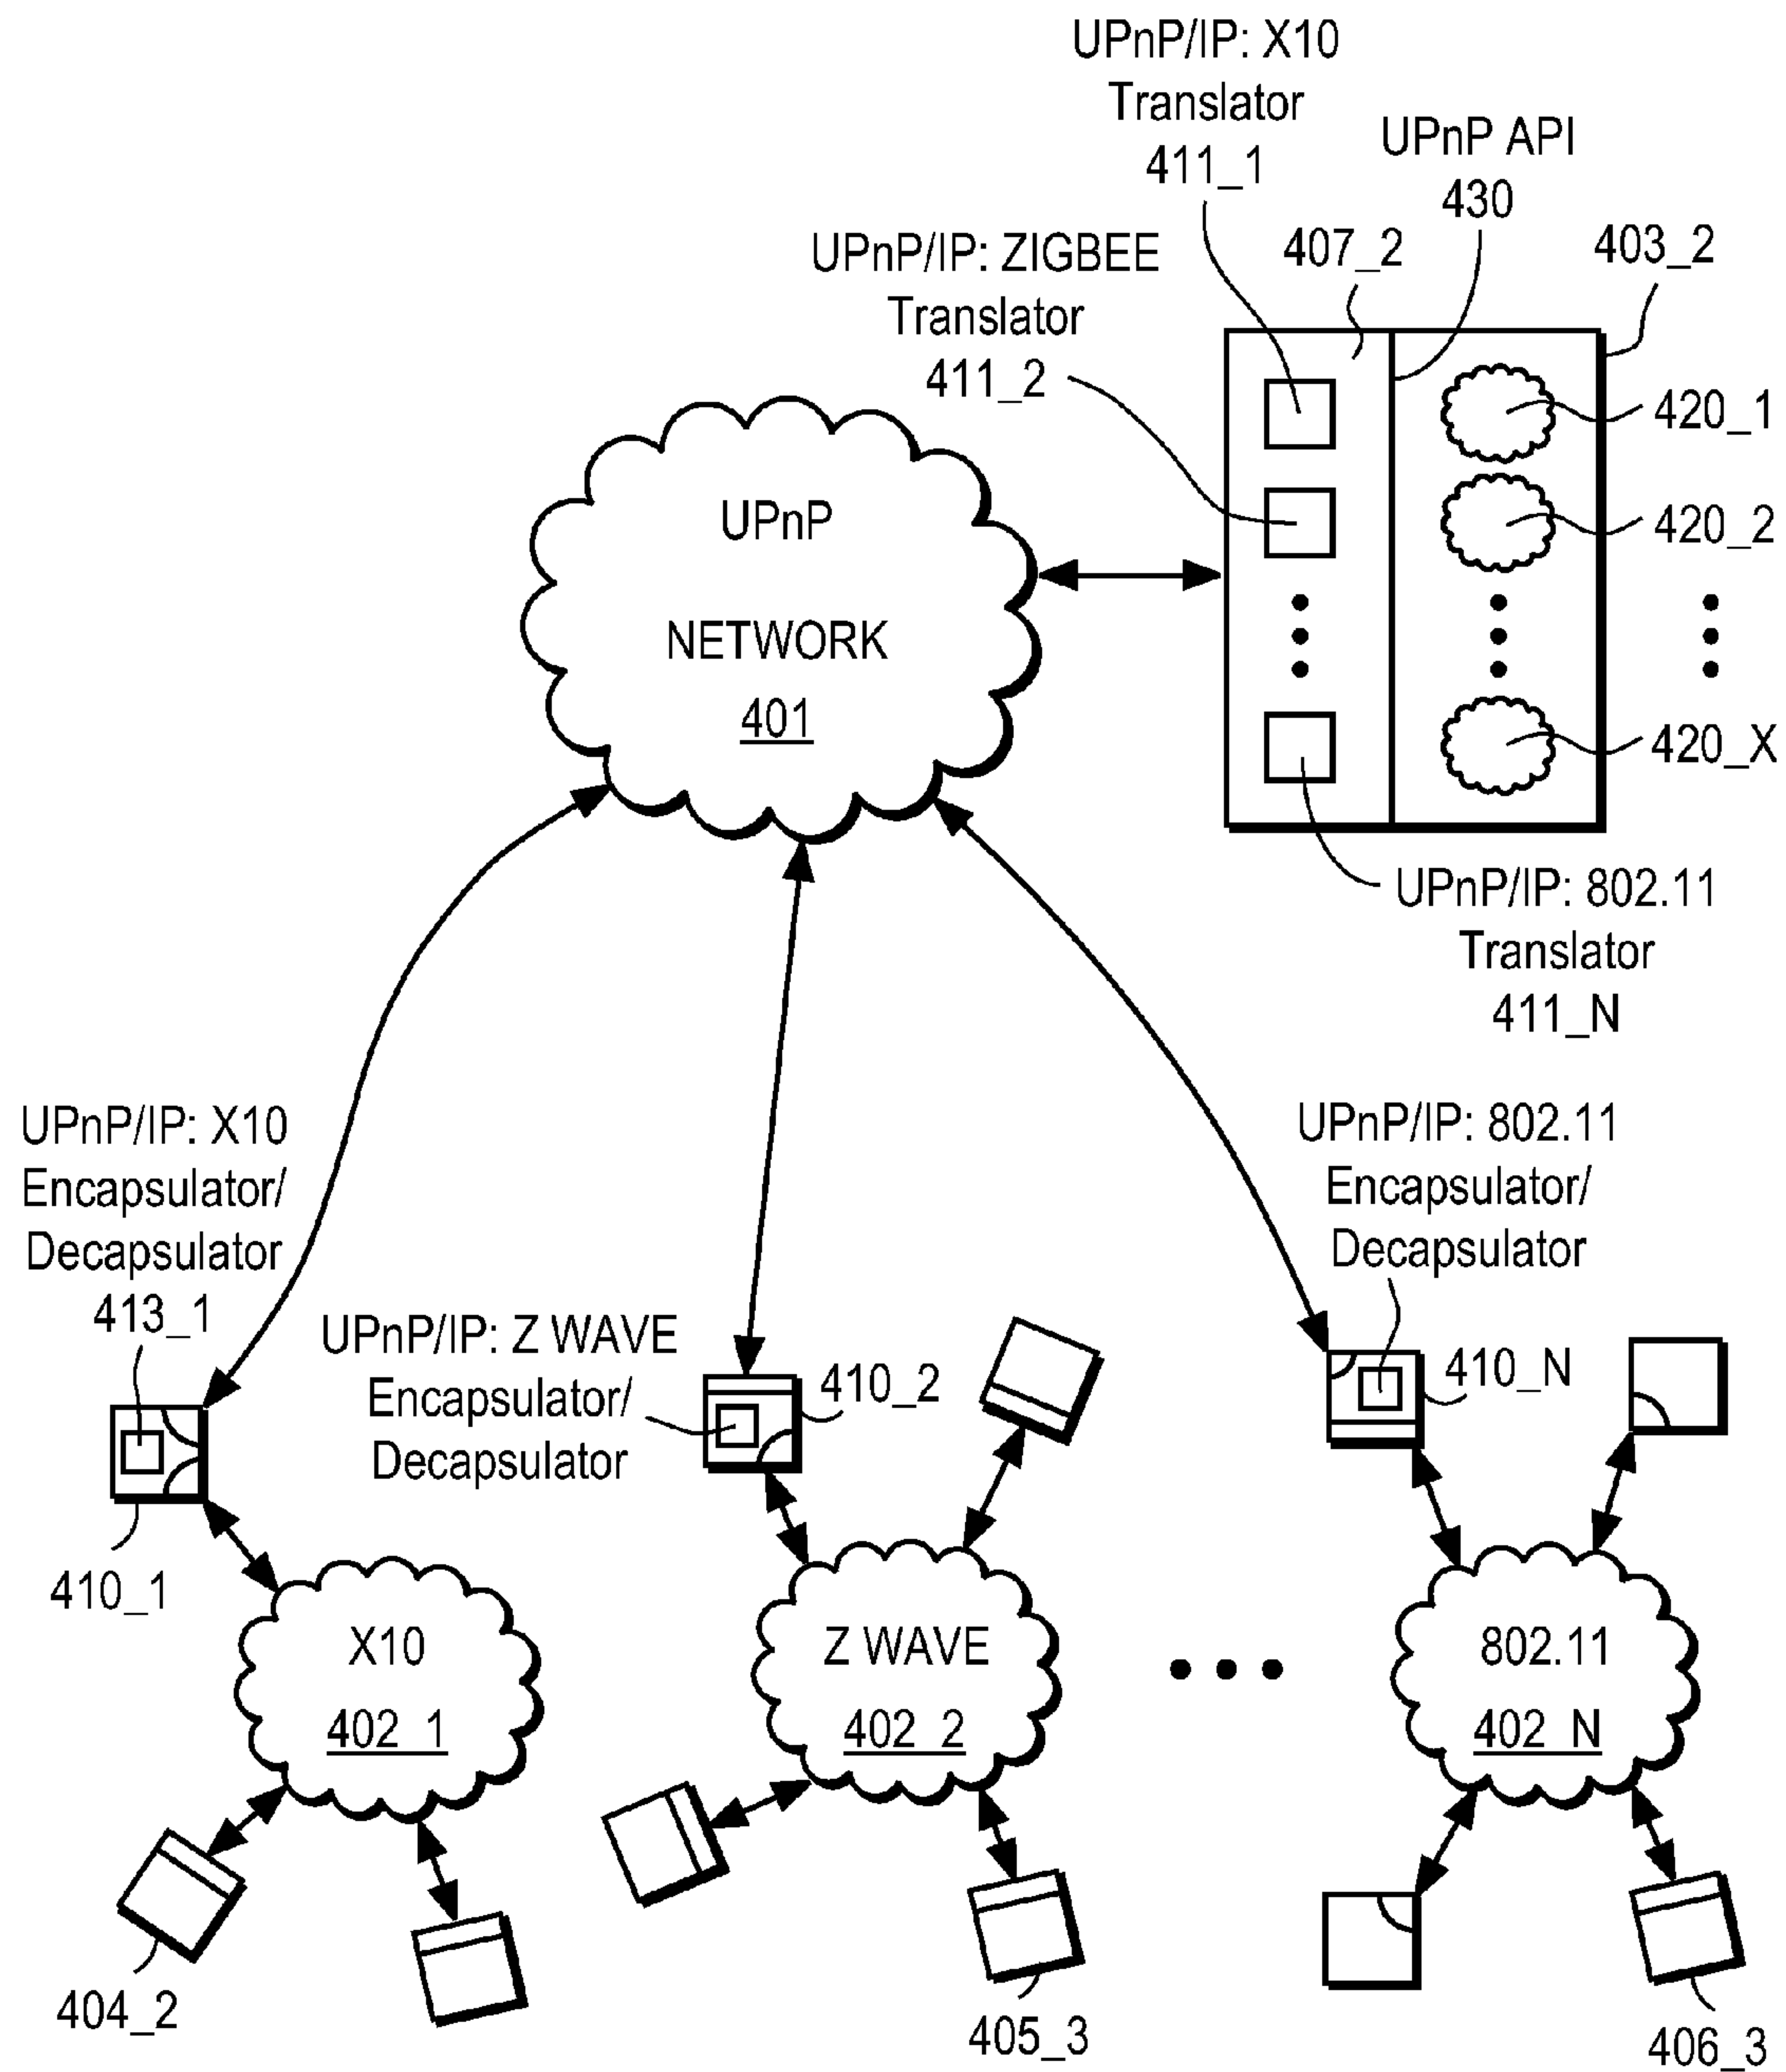 UPnP/IP: X10
Translator
411_1
UPnP API
430
UPnP/IP: ZIGBEE
Translator
411_2
407_2
403_2
420_1
420_2
420_X
UPnP
NETWORK
401
UPnP/IP: 802.11
Translator
411_N
UPnP/IP: X10
Encapsulator/
Decapsulator
413_1
UPnP/IP: Z WAVE
Encapsulator/
Decapsulator
UPnP/IP: 802.11
Encapsulator/
Decapsulator
410_1
410_2
410_N
X10
402_1
Z WAVE
402_2
802.11
402_N
404_2
405_3
406_3